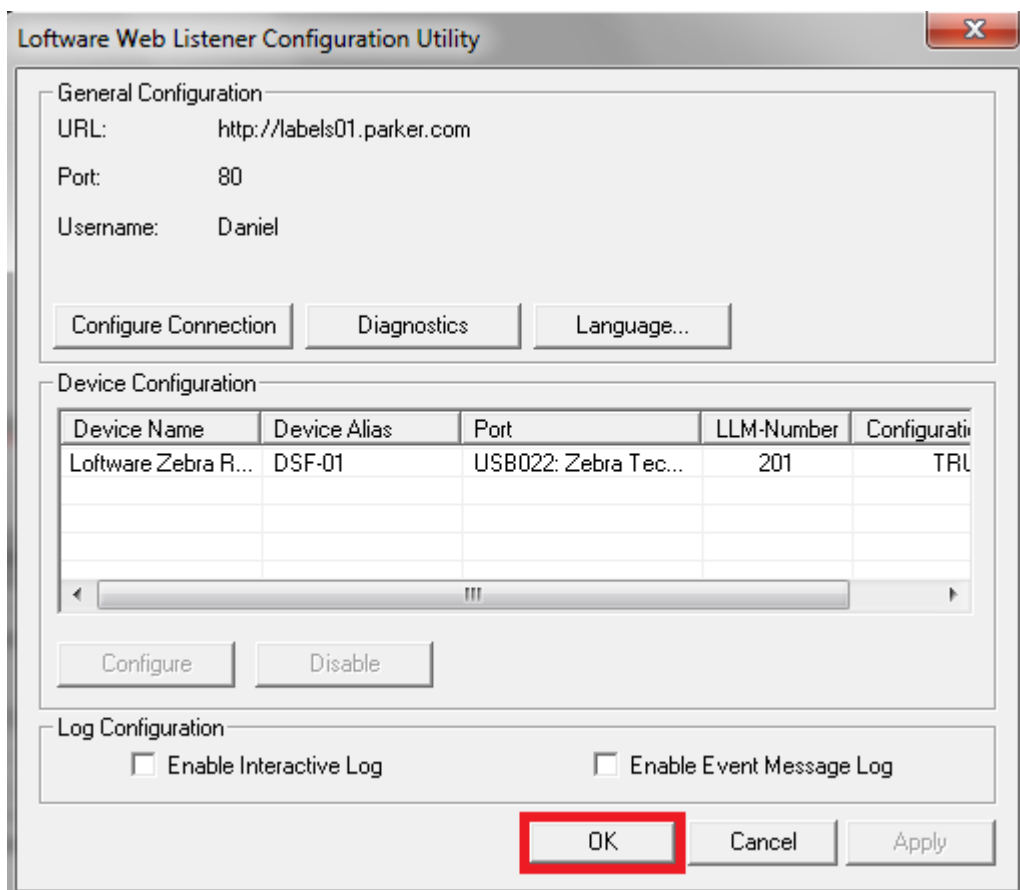 Loftware Web Listener Configuration Utility
General Configuration
URL: http://labels01.parker.com
Port: 80
Username: Daniel
Configure Connection Diagnostics Language...
Device Configuration
Device Name Device Alias Port LLM-Number Configurati
Loftware Zebra R... DSF-01 USB022: Zebra Tec... 201 TRU
Configure Disable
Log Configuration
Enable Interactive Log Enable Event Message Log
OK Cancel Apply